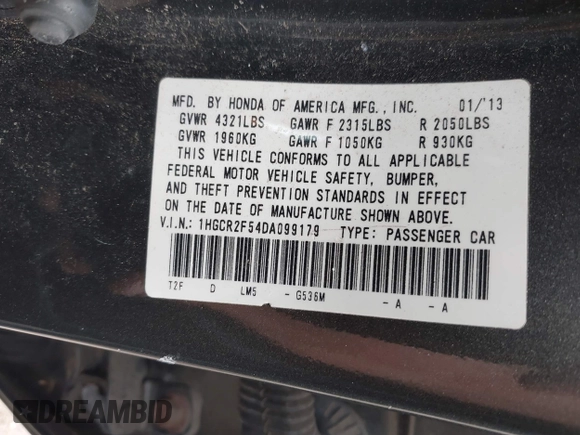 MFD. BY HONDA OF AMERICA MFG., INC. 01/'13
GVWR 4321LBS GAWR F 2315LBS R 2050LBS
GVWR 1960KG GAWR F 1050KG R 930KG
THIS VEHICLE CONFORMS TO ALL APPLICABLE
FEDERAL MOTOR VEHICLE SAFETY, BUMPER,
AND THEFT PREVENTION STANDARDS IN EFFECT
ON THE DATE OF MANUFACTURE SHOWN ABOVE.
V.I.N.: 1HGCR2F54DA099179 TYPE: PASSENGER CAR
T2F D LM5 - G536M - A - A
DREAMBID